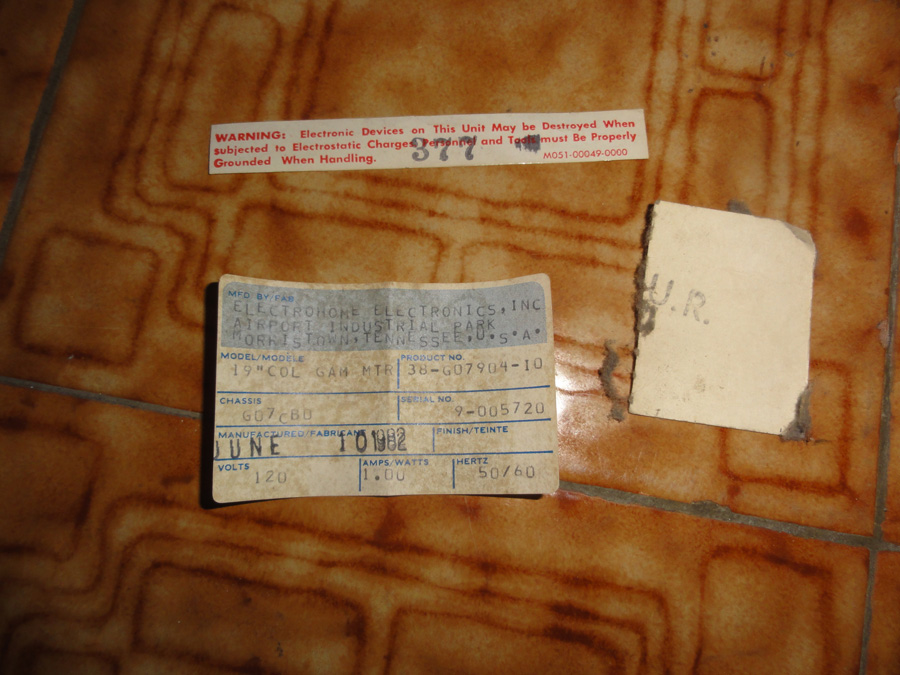 WARNING: Electronic Devices on This Unit May be Destroyed When
subjected to Electrostatic Charges. Personnel and Tools must Be Properly
Grounded When Handling.
377
M051-00049-0000
U.R.
MFD BY FAB
ELECTROHOME ELECTRONICS, INC
AIRPORT INDUSTRIAL PARK
MORRISTOWN, TENNESSEE, U.S.A.
MODEL/MODÈLE PRODUCT NO.
19"COL GAM MTR 38-G07904-10
CHASSIS SERIAL NO.
G07cBO 9-005720
MANUFACTURED/FABRICANT FINISH/TEINTE
JUNE 10 1982
VOLTS AMPS/WATTS HERTZ
120 1.00 50/60